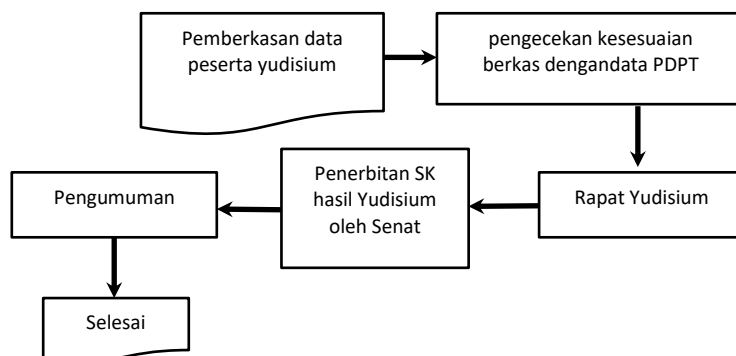 Pemberkasan data
peserta yudisium
pengecekan kesesuaian
berkas dengandata PDPT
Rapat Yudisium
Penerbitan SK
hasil Yudisium
oleh Senat
Pengumuman
Selesai